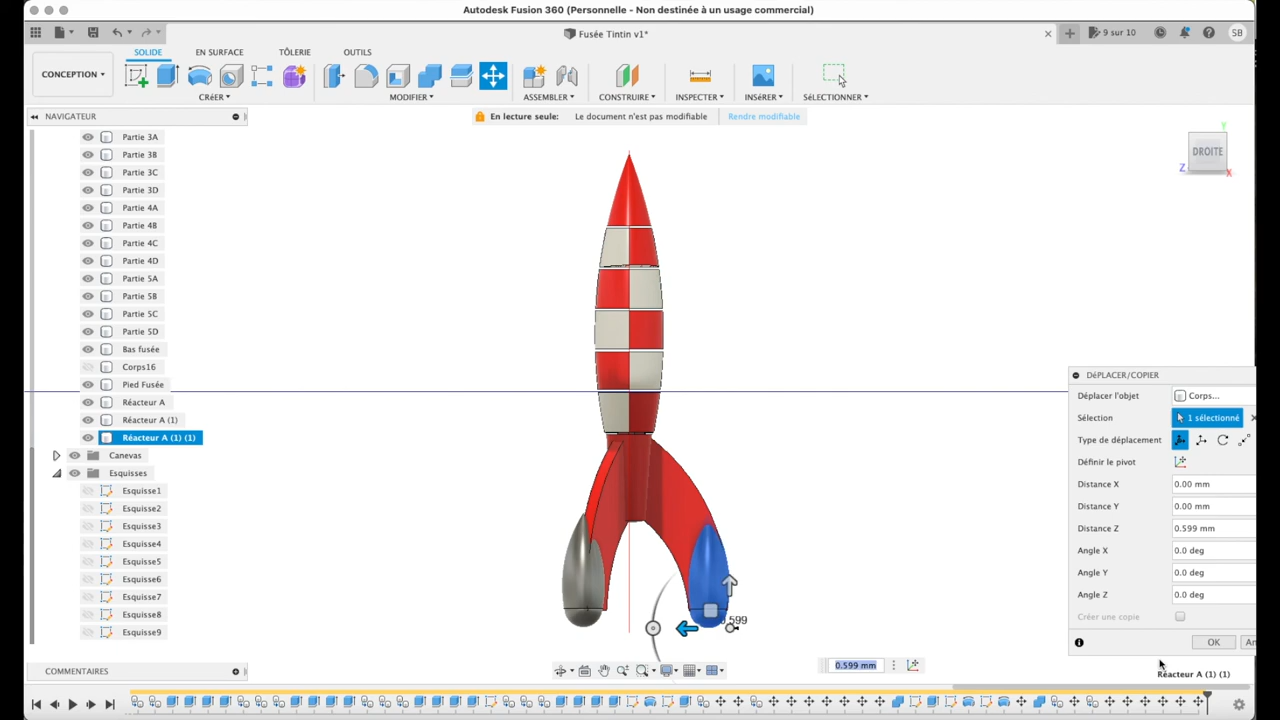 Autodesk Fusion 360 (Personnelle - Non destinée à un usage commercial)
Fusée Tintin v1*
9 sur 10
SB
SOLIDE
EN SURFACE
TÔLERIE
OUTILS
CONCEPTION
CRÉER
MODIFIER
ASSEMBLER
CONSTRUIRE
INSPECTER
INSÉRER
SÉLECTIONNER
NAVIGATEUR
En lecture seule: Le document n'est pas modifiable Rendre modifiable
Partie 3A
Partie 3B
Partie 3C
Partie 3D
Partie 4A
Partie 4B
Partie 4C
Partie 4D
Partie 5A
Partie 5B
Partie 5C
Partie 5D
Bas fusée
Corps16
Pied Fusée
Réacteur A
Réacteur A (1)
Réacteur A (1) (1)
Canevas
Esquisses
Esquisse1
Esquisse2
Esquisse3
Esquisse4
Esquisse5
Esquisse6
Esquisse7
Esquisse8
Esquisse9
DROITE
Y
Z
X
DÉPLACER/COPIER
Déplacer l'objet Corps...
Sélection 1 sélectionné
Type de déplacement
Définir le pivot
Distance X 0.00 mm
Distance Y 0.00 mm
Distance Z 0.599 mm
Angle X 0.0 deg
Angle Y 0.0 deg
Angle Z 0.0 deg
Créer une copie
OK An
0.599
0.599 mm
Réacteur A (1) (1)
COMMENTAIRES